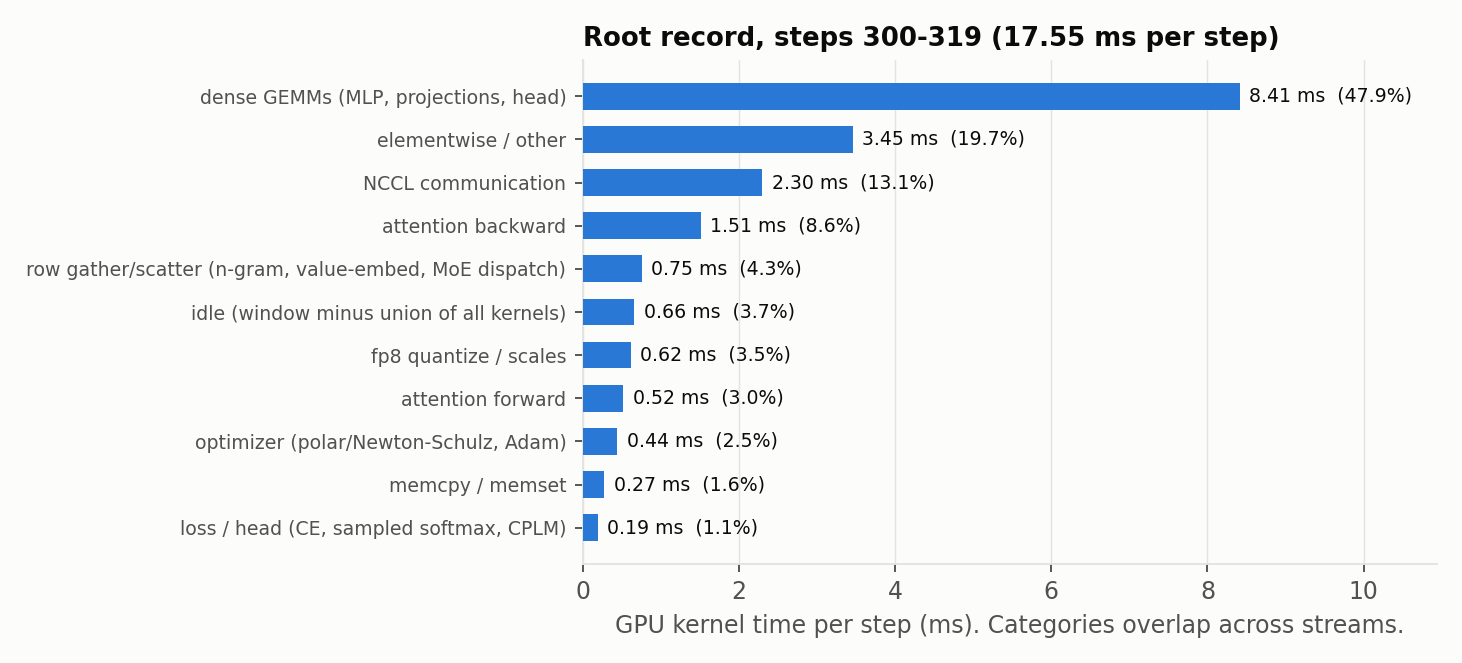 Root record, steps 300-319 (17.55 ms per step)
dense GEMMs (MLP, projections, head) 8.41 ms (47.9%)
elementwise / other 3.45 ms (19.7%)
NCCL communication 2.30 ms (13.1%)
attention backward 1.51 ms (8.6%)
row gather/scatter (n-gram, value-embed, MoE dispatch) 0.75 ms (4.3%)
idle (window minus union of all kernels) 0.66 ms (3.7%)
fp8 quantize / scales 0.62 ms (3.5%)
attention forward 0.52 ms (3.0%)
optimizer (polar/Newton-Schulz, Adam) 0.44 ms (2.5%)
memcpy / memset 0.27 ms (1.6%)
loss / head (CE, sampled softmax, CPLM) 0.19 ms (1.1%)
0 2 4 6 8 10
GPU kernel time per step (ms). Categories overlap across streams.